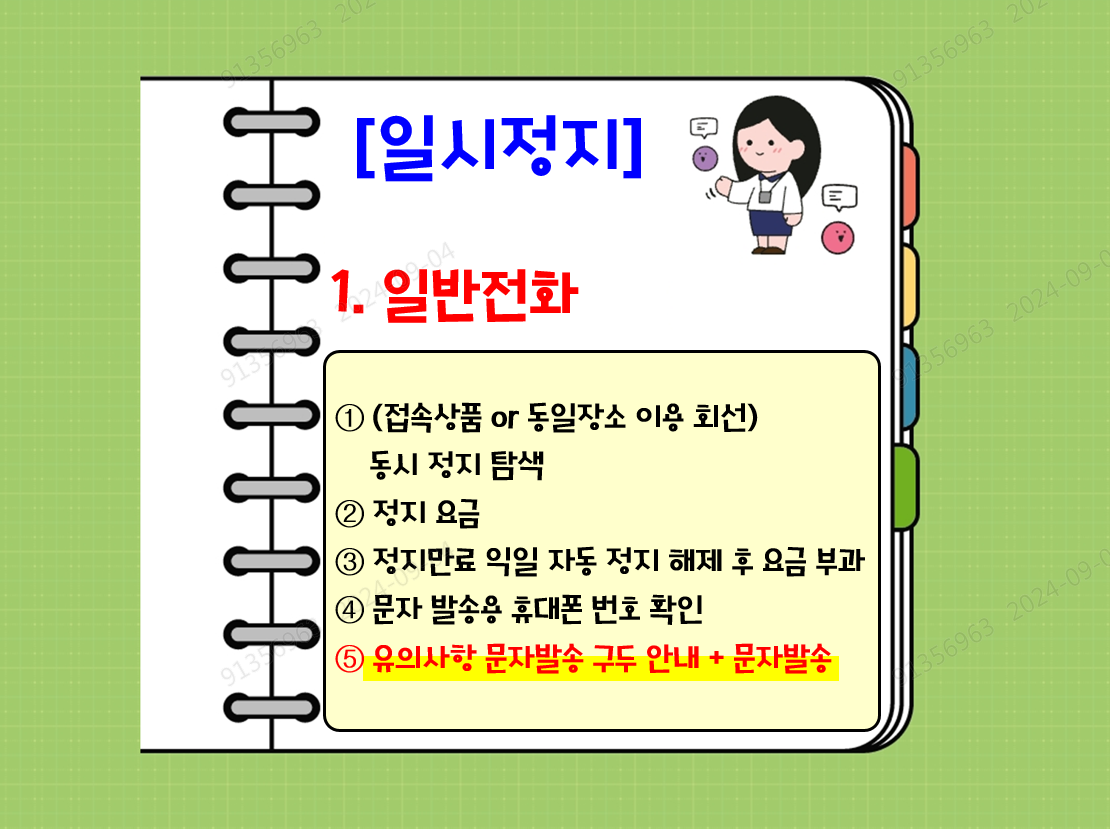 [일시정지]
1. 일반전화
① (접속상품 or 동일장소 이용 회선)
동시 정지 탐색
② 정지 요금
③ 정지만료 익일 자동 정지 해제 후 요금 부과
④ 문자 발송용 휴대폰 번호 확인
⑤ 유의사항 문자발송 구두 안내 + 문자발송
91356963 2024-09-04